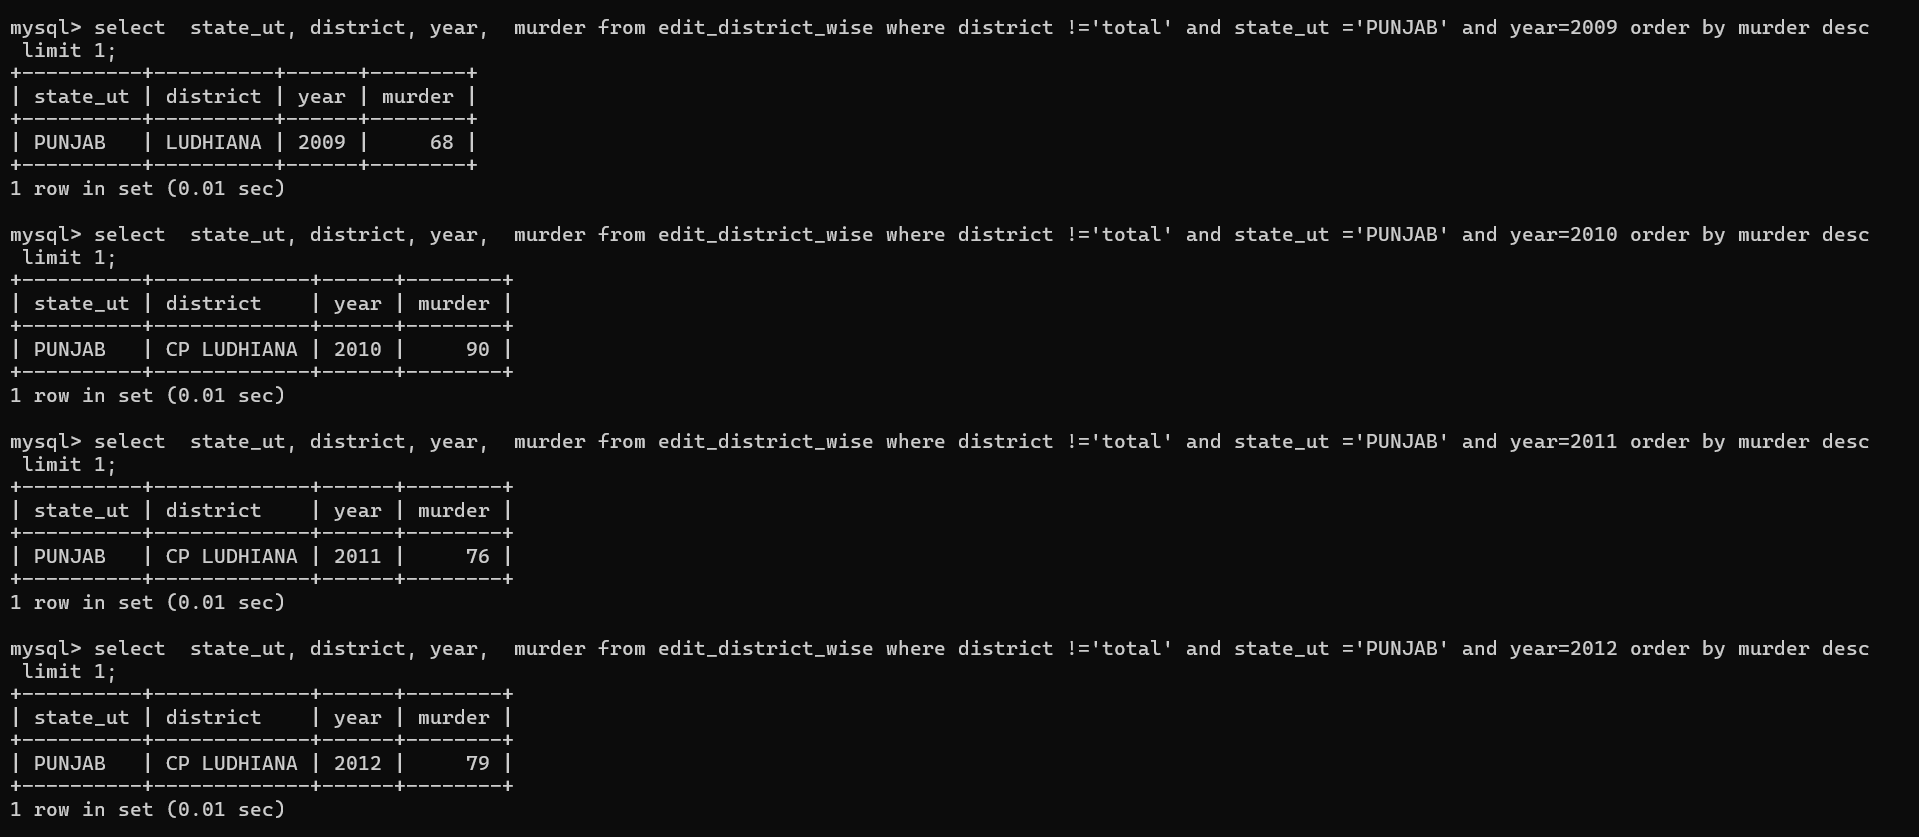 mysql> select  state_ut, district, year,  murder from edit_district_wise where district !='total' and state_ut ='PUNJAB' and year=2009 order by murder desc
 limit 1;
+----------+----------+------+--------+
| state_ut | district | year | murder |
+----------+----------+------+--------+
| PUNJAB   | LUDHIANA | 2009 |     68 |
+----------+----------+------+--------+
1 row in set (0.01 sec)

mysql> select  state_ut, district, year,  murder from edit_district_wise where district !='total' and state_ut ='PUNJAB' and year=2010 order by murder desc
 limit 1;
+----------+-------------+------+--------+
| state_ut | district    | year | murder |
+----------+-------------+------+--------+
| PUNJAB   | CP LUDHIANA | 2010 |     90 |
+----------+-------------+------+--------+
1 row in set (0.01 sec)

mysql> select  state_ut, district, year,  murder from edit_district_wise where district !='total' and state_ut ='PUNJAB' and year=2011 order by murder desc
 limit 1;
+----------+-------------+------+--------+
| state_ut | district    | year | murder |
+----------+-------------+------+--------+
| PUNJAB   | CP LUDHIANA | 2011 |     76 |
+----------+-------------+------+--------+
1 row in set (0.01 sec)

mysql> select  state_ut, district, year,  murder from edit_district_wise where district !='total' and state_ut ='PUNJAB' and year=2012 order by murder desc
 limit 1;
+----------+-------------+------+--------+
| state_ut | district    | year | murder |
+----------+-------------+------+--------+
| PUNJAB   | CP LUDHIANA | 2012 |     79 |
+----------+-------------+------+--------+
1 row in set (0.01 sec)